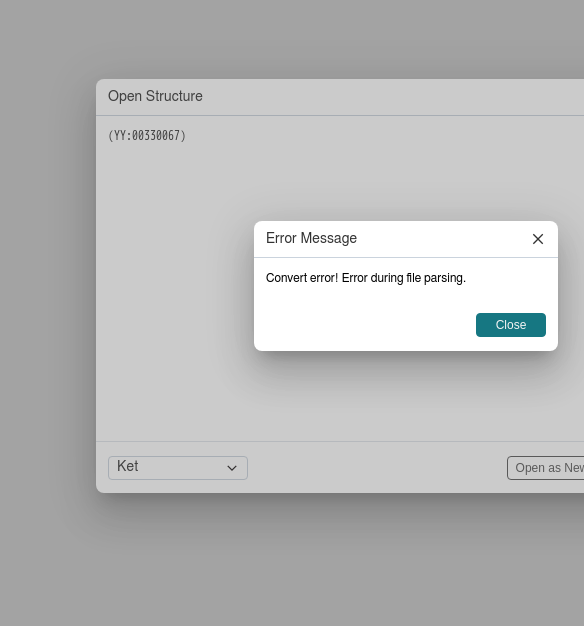 Open Structure
(YY:00330067)
Error Message
Convert error! Error during file parsing.
Close
Ket
Open as New